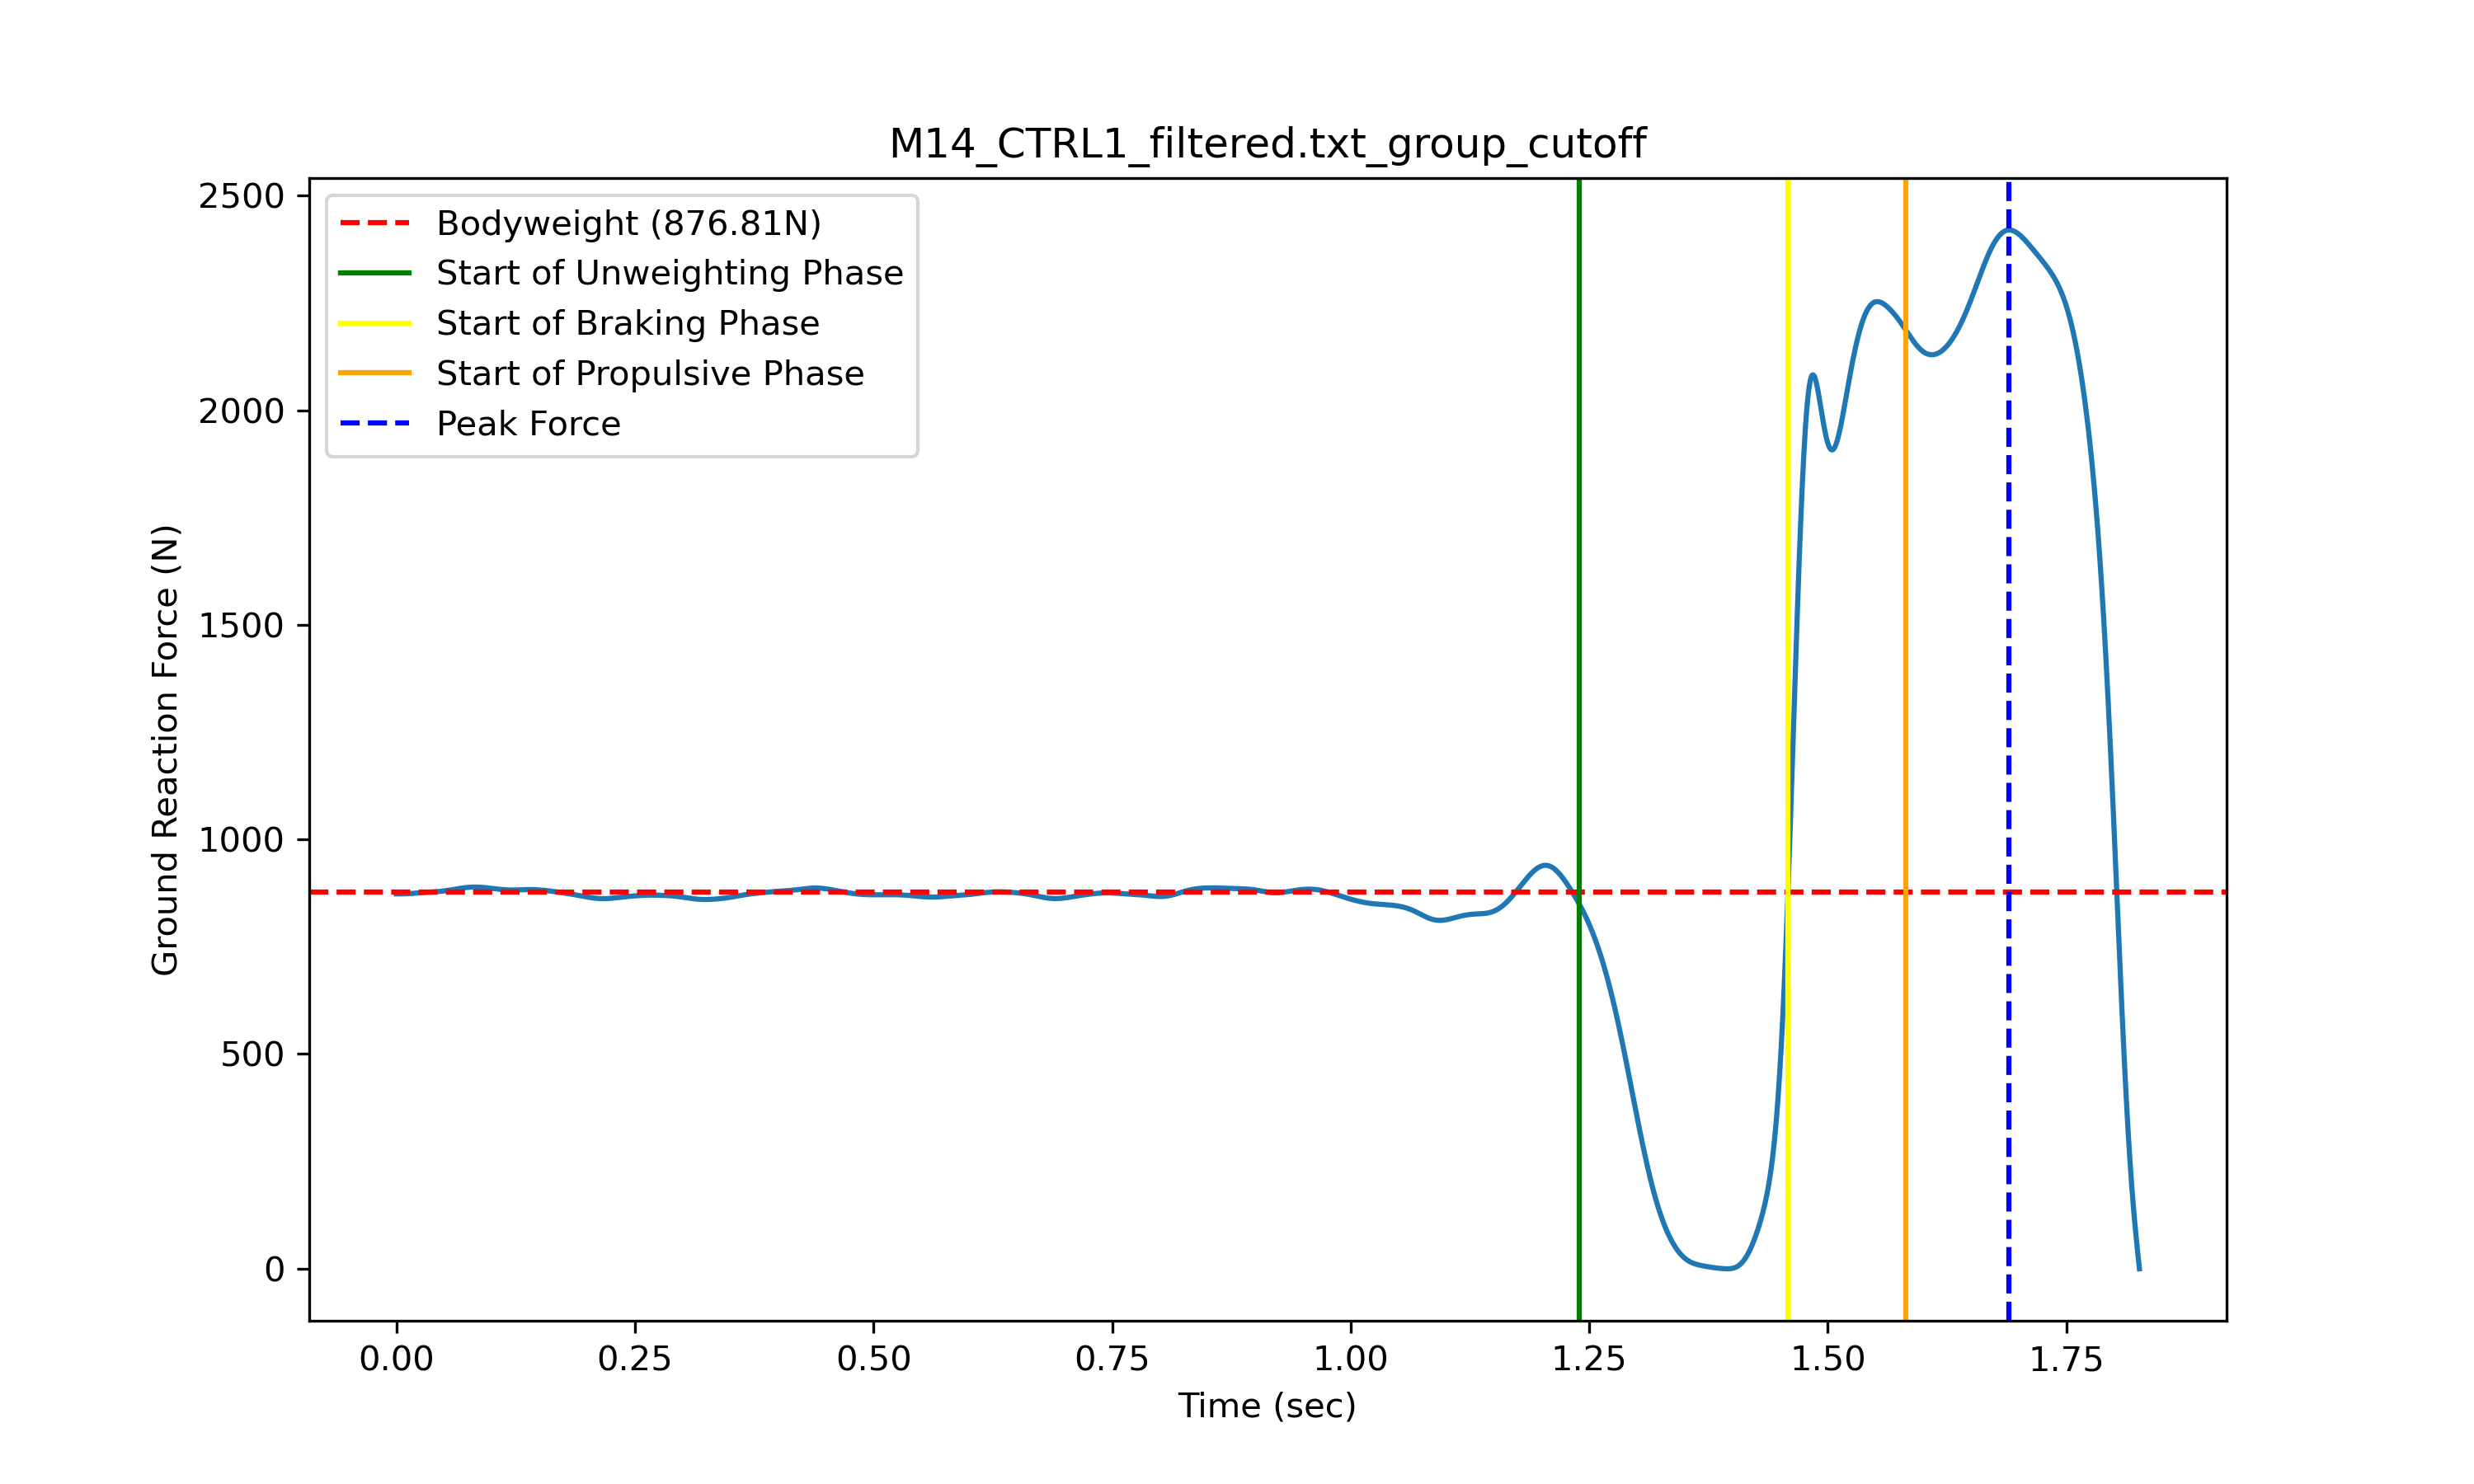 M14_CTRL1_filtered.txt_group_cutoff
2500
2000
1500
1000
500
0
Ground Reaction Force (N)
Bodyweight (876.81N)
Start of Unweighting Phase
Start of Braking Phase
Start of Propulsive Phase
Peak Force
0.00 0.25 0.50 0.75 1.00 1.25 1.50 1.75
Time (sec)